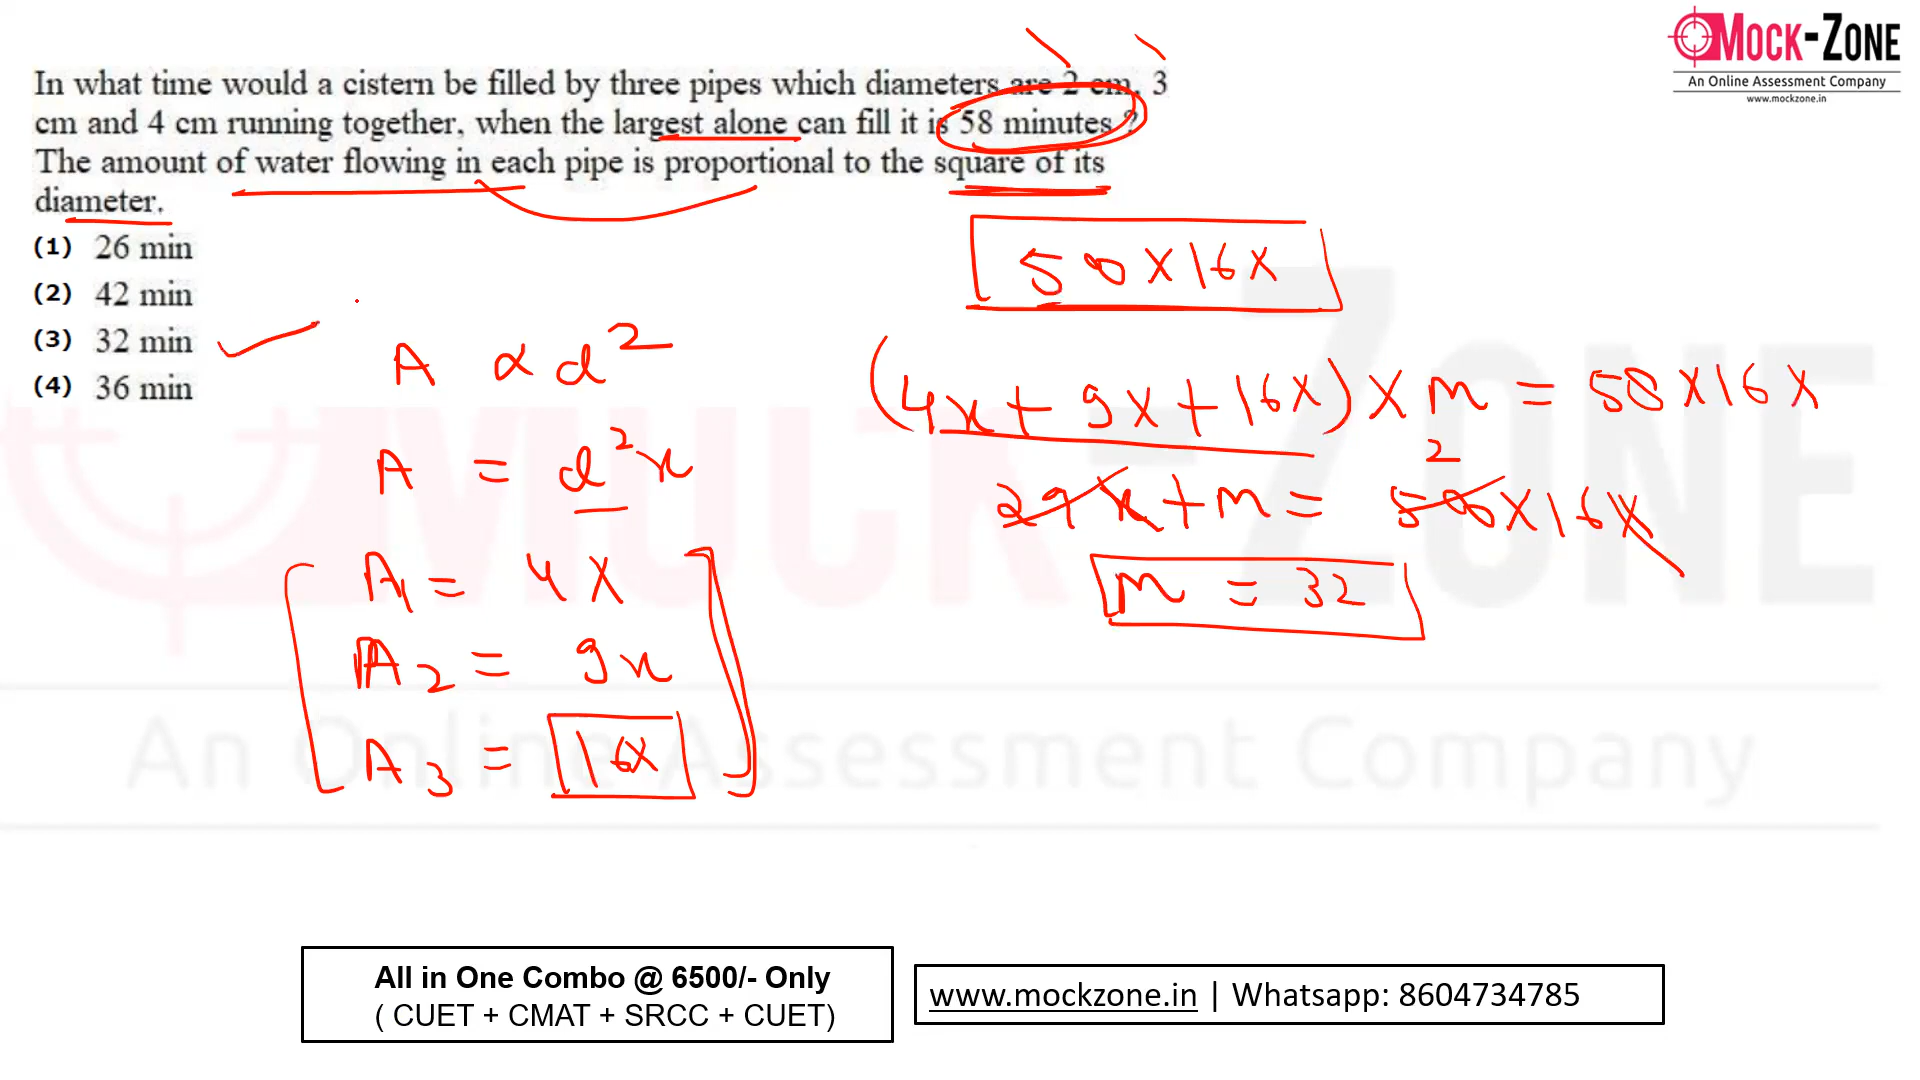 MOCK-ZONE
An Online Assessment Company
www.mockzone.in
In what time would a cistern be filled by three pipes which diameters are 2 cm, 3
cm and 4 cm running together, when the largest alone can fill it is 58 minutes ?
The amount of water flowing in each pipe is proportional to the square of its
diameter.
(1) 26 min
(2) 42 min
(3) 32 min
(4) 36 min
A ∝ d²
A = d²x
A1 = 4x
A2 = 9x
A3 = 16x
58 x 16x
(4x + 9x + 16x) x m = 58 x 16 x
2
29x + m = 58 x 16x
m = 32
MOCK-ZONE
An Online Assessment Company
All in One Combo @ 6500/- Only
( CUET + CMAT + SRCC + CUET)
www.mockzone.in | Whatsapp: 8604734785